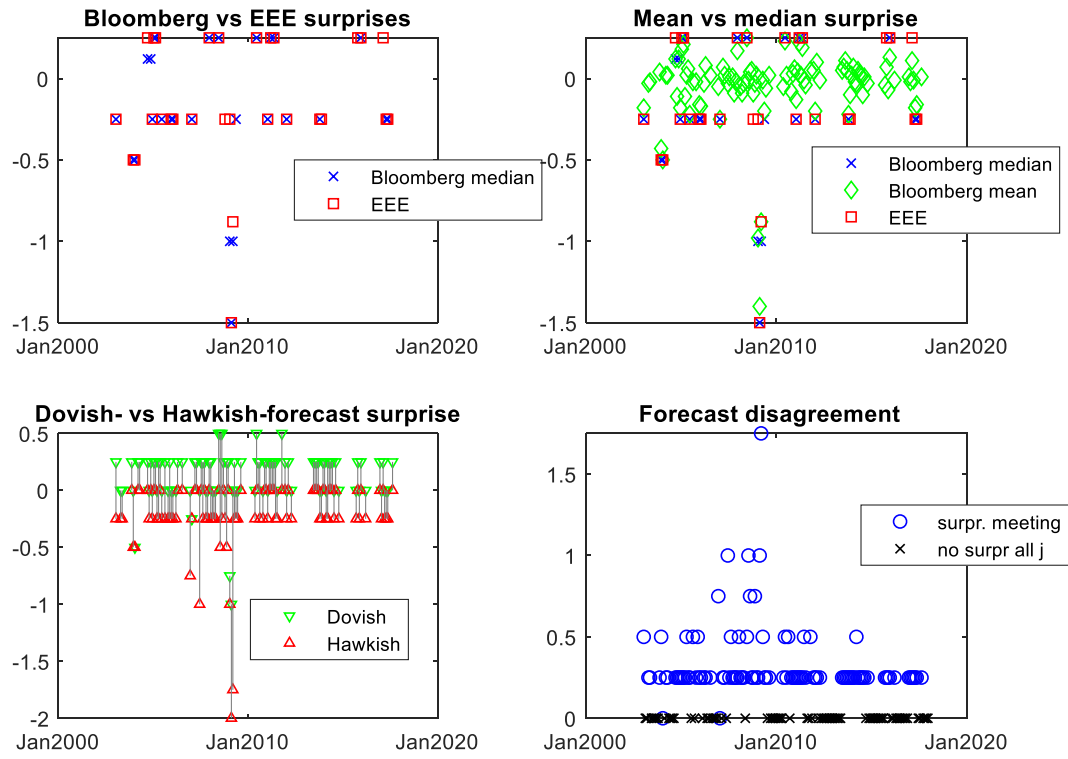 Bloomberg vs EEE surprises
0
-0.5
-1
-1.5
Jan2000
Jan2010
Jan2020
Bloomberg median
EEE
Mean vs median surprise
0
-0.5
-1
-1.5
Jan2000
Jan2010
Jan2020
Bloomberg median
Bloomberg mean
EEE
Dovish- vs Hawkish-forecast surprise
0.5
0
-0.5
-1
-1.5
-2
Jan2000
Jan2010
Jan2020
Dovish
Hawkish
Forecast disagreement
1.5
1
0.5
0
Jan2000
Jan2010
Jan2020
surpr. meeting
no surpr all j